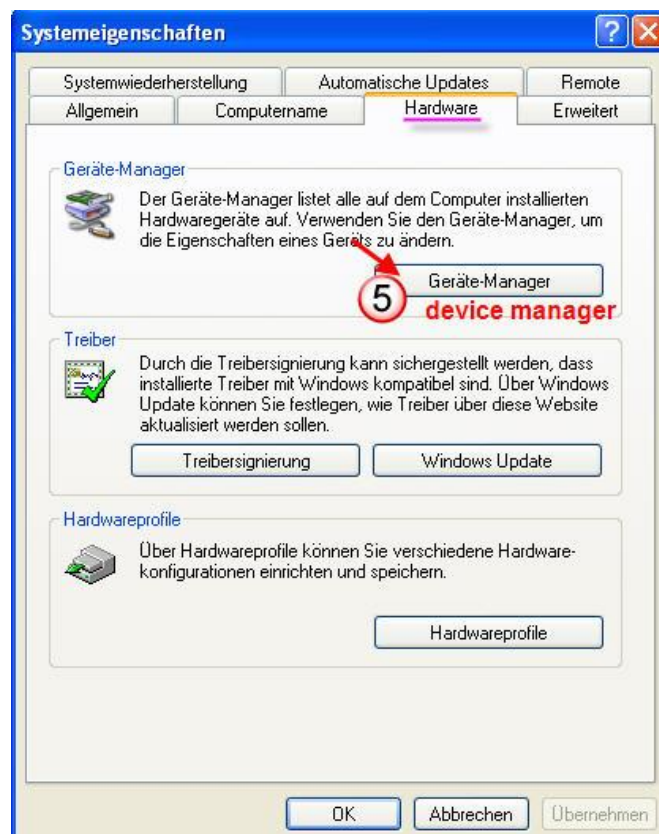 Systemeigenschaften
Systemwiederherstellung Automatische Updates Remote
Allgemein Computername Hardware Erweitert
Geräte-Manager
Der Geräte-Manager listet alle auf dem Computer installierten
Hardwaregeräte auf. Verwenden Sie den Geräte-Manager, um
die Eigenschaften eines Geräts zu ändern.
Geräte-Manager
5 device manager
Treiber
Durch die Treibersignierung kann sichergestellt werden, dass
installierte Treiber mit Windows kompatibel sind. Über Windows
Update können Sie festlegen, wie Treiber über diese Website
aktualisiert werden sollen.
Treibersignierung Windows Update
Hardwareprofile
Über Hardwareprofile können Sie verschiedene Hardware-
konfigurationen einrichten und speichern.
Hardwareprofile
OK Abbrechen Übernehmen